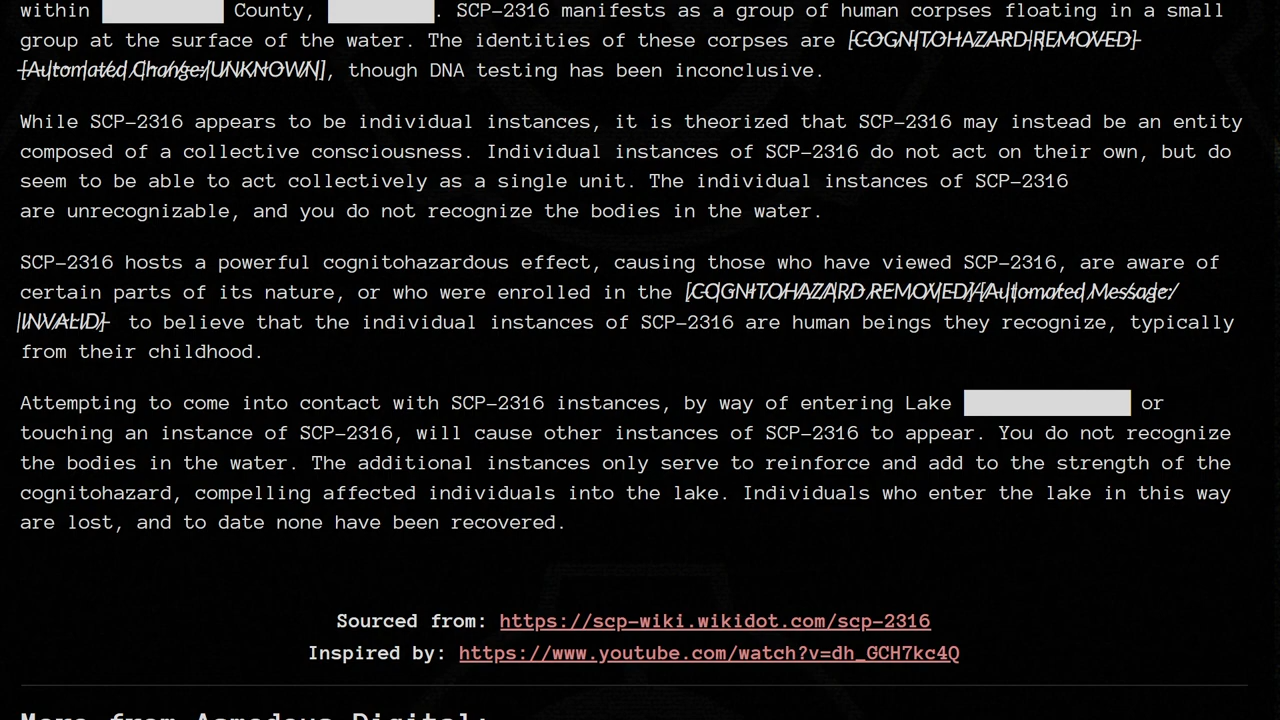 within County, . SCP-2316 manifests as a group of human corpses floating in a small
group at the surface of the water. The identities of these corpses are [COGNITOHAZARD REMOVED]
[Automated Change: UNKNOWN], though DNA testing has been inconclusive.
While SCP-2316 appears to be individual instances, it is theorized that SCP-2316 may instead be an entity
composed of a collective consciousness. Individual instances of SCP-2316 do not act on their own, but do
seem to be able to act collectively as a single unit. The individual instances of SCP-2316
are unrecognizable, and you do not recognize the bodies in the water.
SCP-2316 hosts a powerful cognitohazardous effect, causing those who have viewed SCP-2316, are aware of
certain parts of its nature, or who were enrolled in the [COGNITOHAZARD REMOVED] [Automated Message:
INVALID] to believe that the individual instances of SCP-2316 are human beings they recognize, typically
from their childhood.
Attempting to come into contact with SCP-2316 instances, by way of entering Lake or
touching an instance of SCP-2316, will cause other instances of SCP-2316 to appear. You do not recognize
the bodies in the water. The additional instances only serve to reinforce and add to the strength of the
cognitohazard, compelling affected individuals into the lake. Individuals who enter the lake in this way
are lost, and to date none have been recovered.
Sourced from: https://scp-wiki.wikidot.com/scp-2316
Inspired by: https://www.youtube.com/watch?v=dh_GCH7kc4Q
More from Asmodeus Digital: